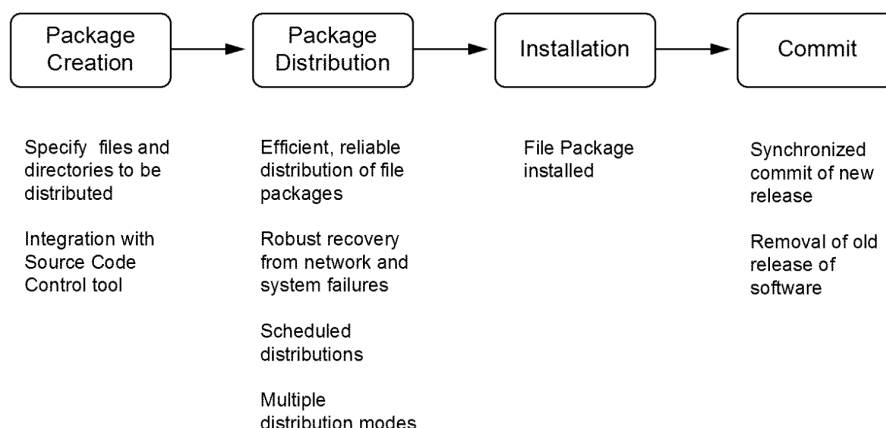 Package
Creation
Package
Distribution
Installation
Commit
Specify  files and
directories to be
distributed
Integration with
Source Code
Control tool
Efficient, reliable
distribution of file
packages
Robust recovery
from network and
system failures
Scheduled
distributions
Multiple
distribution modes
File Package
installed
Synchronized
commit of new
release
Removal of old
release of
software